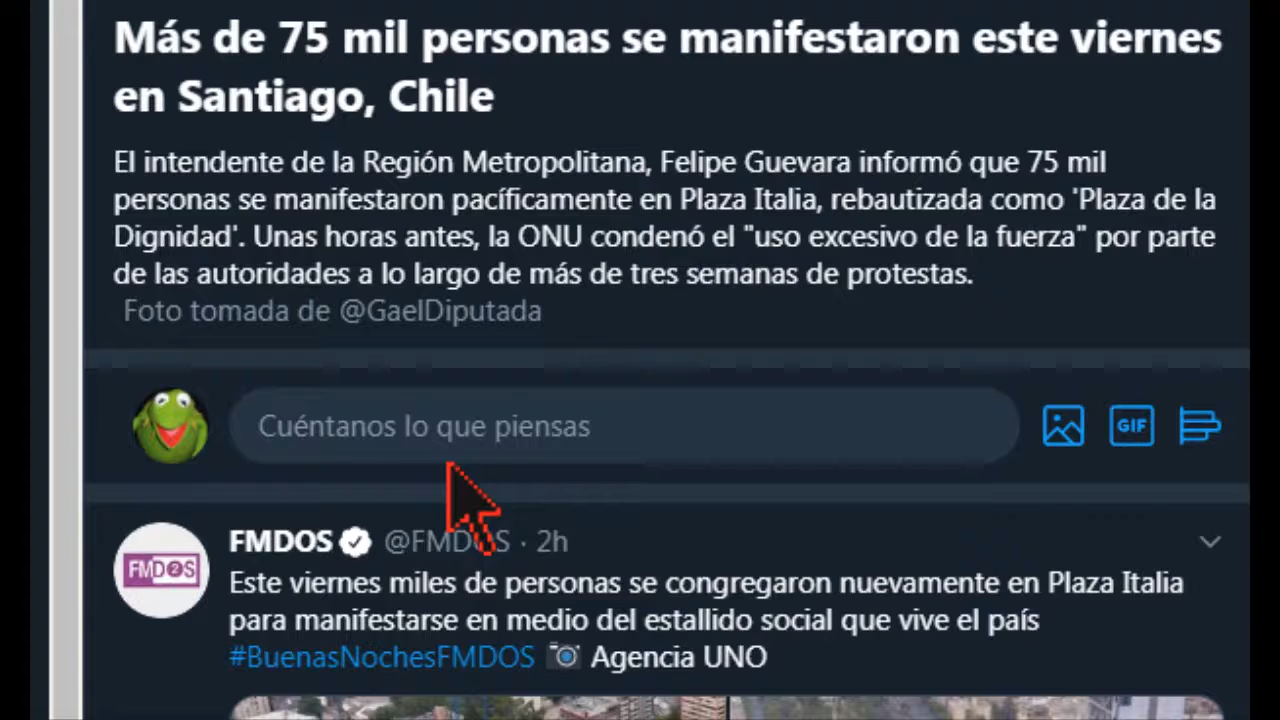 Más de 75 mil personas se manifestaron este viernes
en Santiago, Chile
El intendente de la Región Metropolitana, Felipe Guevara informó que 75 mil
personas se manifestaron pacíficamente en Plaza Italia, rebautizada como 'Plaza de la
Dignidad'. Unas horas antes, la ONU condenó el "uso excesivo de la fuerza" por parte
de las autoridades a lo largo de más de tres semanas de protestas.
Foto tomada de @GaelDiputada
Cuéntanos lo que piensas
GIF
FMDOS @FMDOS · 2h
FMD2S
Este viernes miles de personas se congregaron nuevamente en Plaza Italia
para manifestarse en medio del estallido social que vive el país
#BuenasNochesFMDOS 📷 Agencia UNO